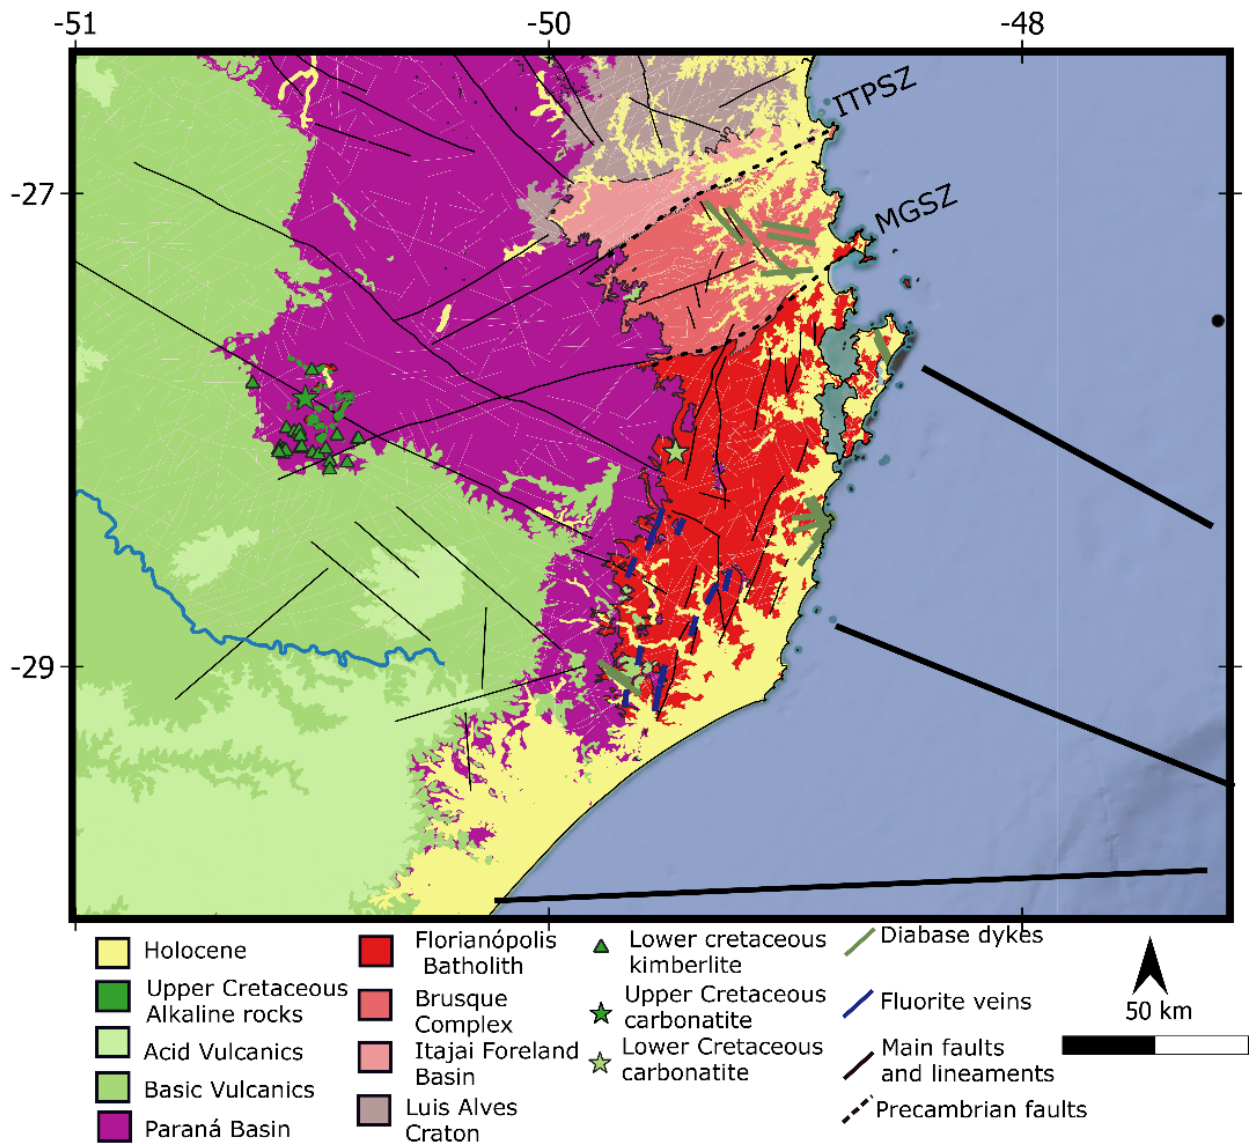 -51 -50 -48
ITPSZ
-27
MGSZ
-29
Holocene
Upper Cretaceous
Alkaline rocks
Acid Vulcanics
Basic Vulcanics
Paraná Basin
Florianópolis
Batholith
Brusque
Complex
Itajai Foreland
Basin
Luis Alves
Craton
Lower cretaceous
kimberlite
Upper Cretaceous
carbonatite
Lower Cretaceous
carbonatite
Diabase dykes
Fluorite veins
Main faults
and lineaments
Precambrian faults
50 km